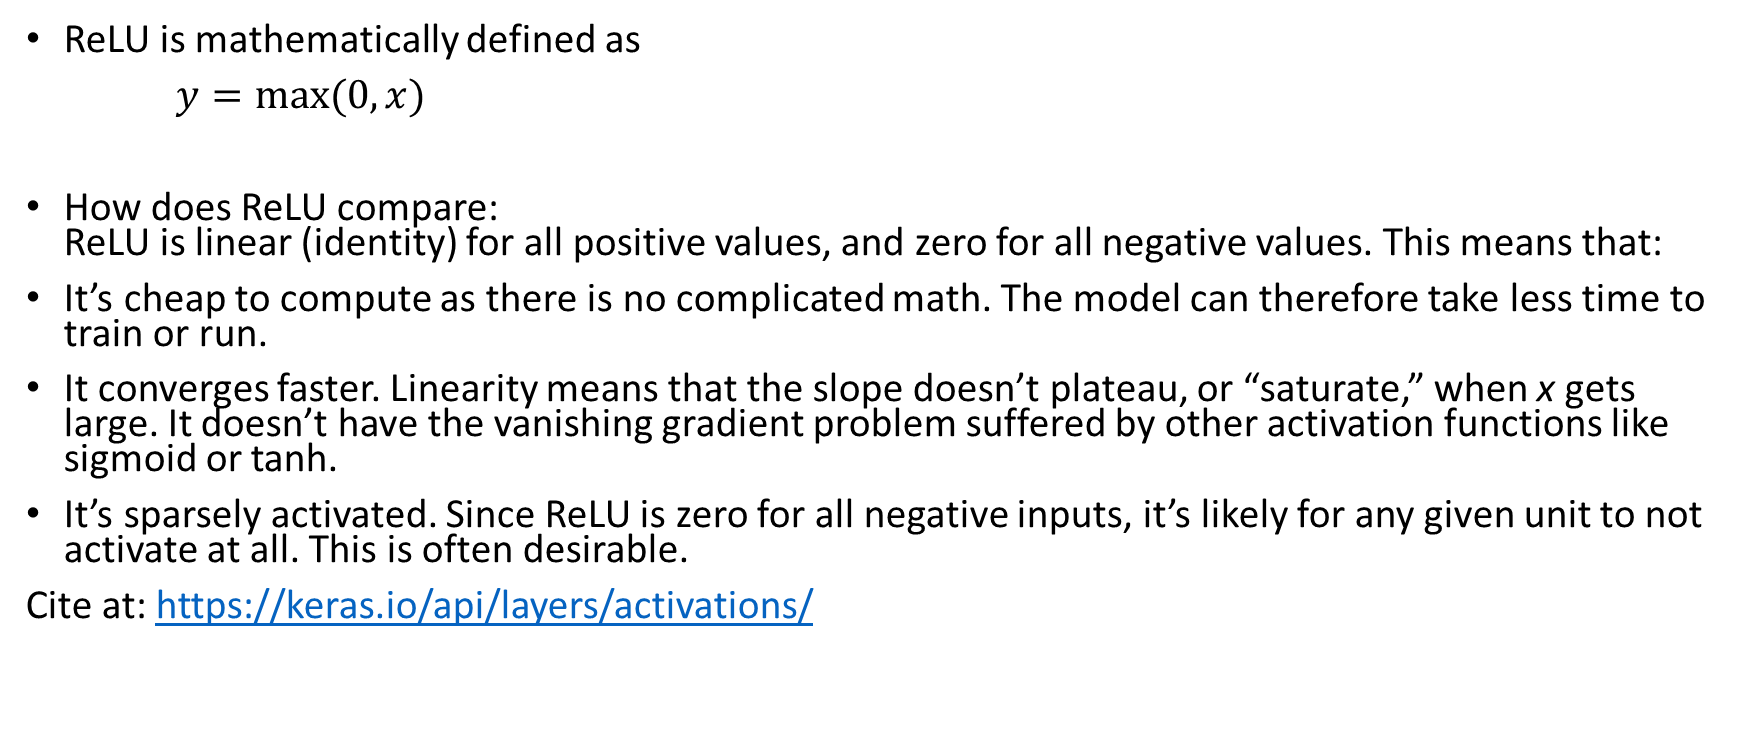 • ReLU is mathematically defined as
y = max(0, x)
• How does ReLU compare:
ReLU is linear (identity) for all positive values, and zero for all negative values. This means that:
• It’s cheap to compute as there is no complicated math. The model can therefore take less time to
train or run.
• It converges faster. Linearity means that the slope doesn’t plateau, or “saturate,” when x gets
large. It doesn’t have the vanishing gradient problem suffered by other activation functions like
sigmoid or tanh.
• It’s sparsely activated. Since ReLU is zero for all negative inputs, it’s likely for any given unit to not
activate at all. This is often desirable.
Cite at: https://keras.io/api/layers/activations/